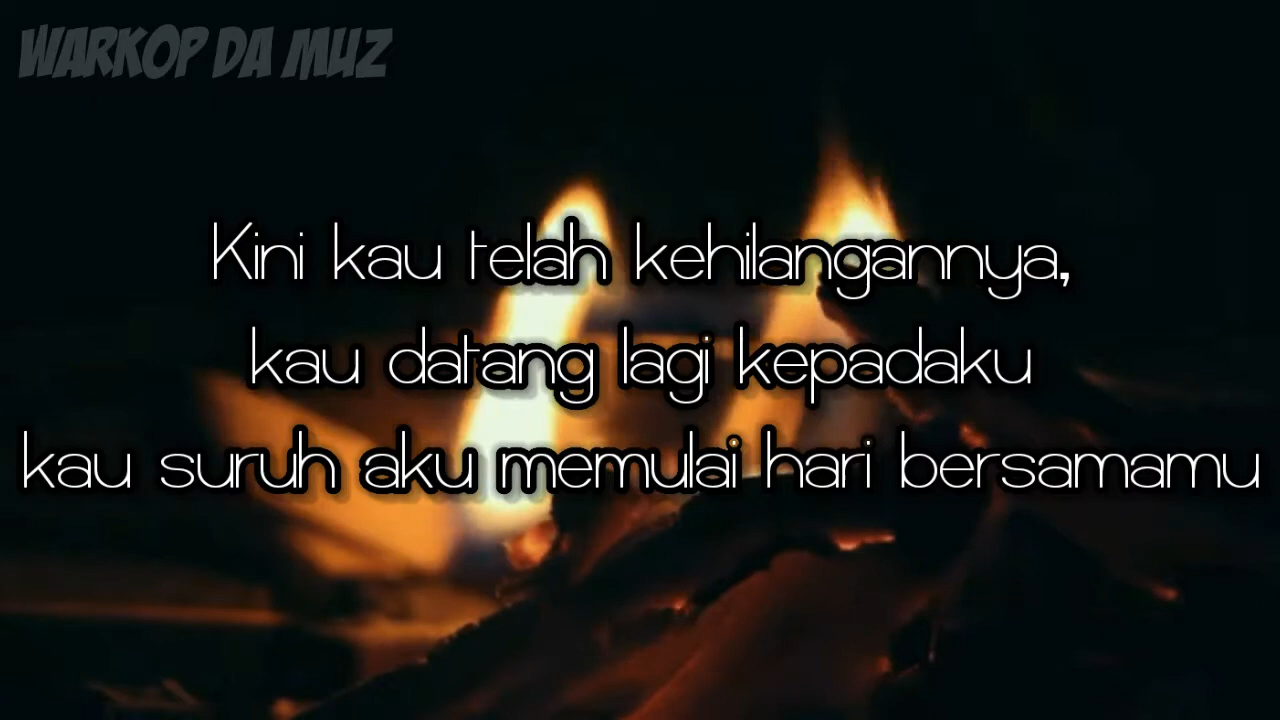 WARKOP DA MUZ
Kini kau telah kehilangannya,
kau datang lagi kepadaku
kau suruh aku memulai hari bersamamu